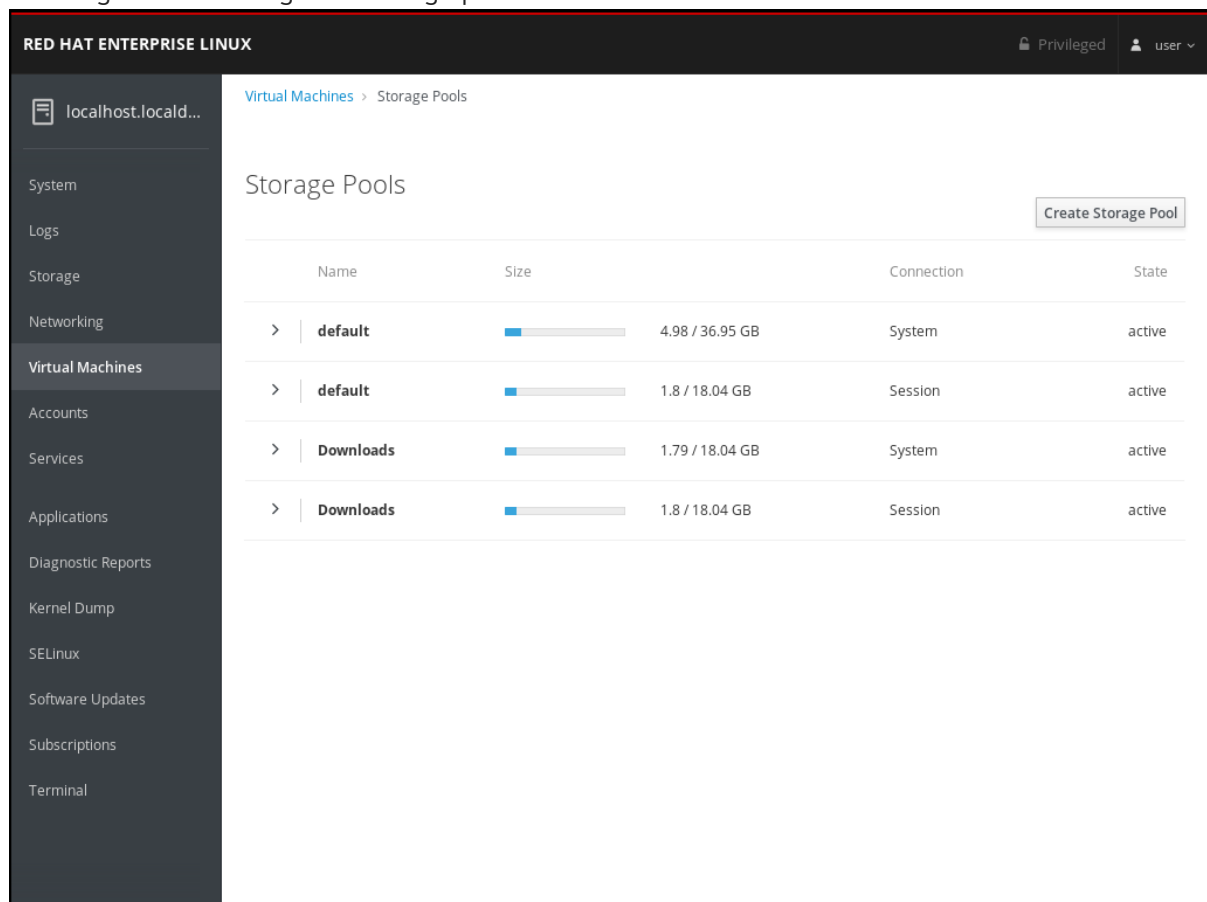 RED HAT ENTERPRISE LINUX
Privileged
user
localhost.locald...
System
Logs
Storage
Networking
Virtual Machines
Accounts
Services
Applications
Diagnostic Reports
Kernel Dump
SELinux
Software Updates
Subscriptions
Terminal
Virtual Machines > Storage Pools
Storage Pools
Create Storage Pool
Name Size Connection State
default 4.98 / 36.95 GB System active
default 1.8 / 18.04 GB Session active
Downloads 1.79 / 18.04 GB System active
Downloads 1.8 / 18.04 GB Session active